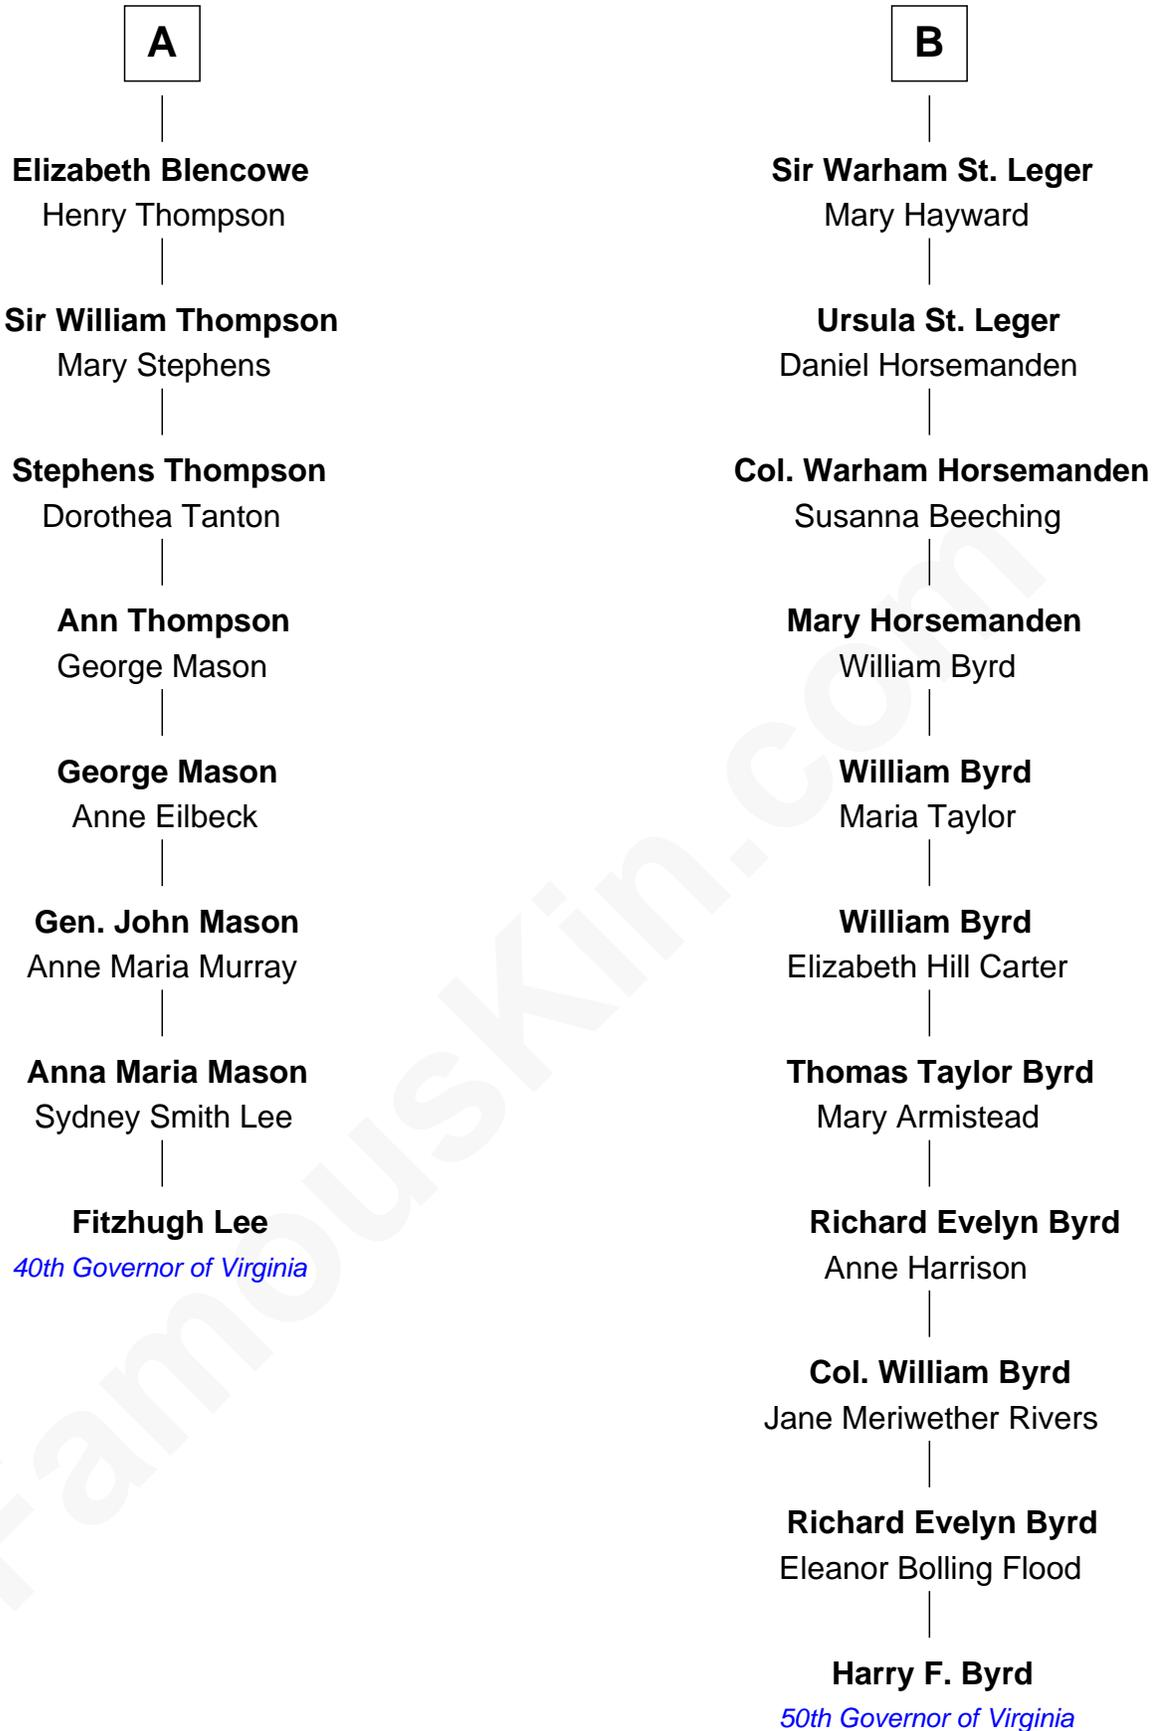 A
Elizabeth Blencowe
Henry Thompson
Sir William Thompson
Mary Stephens
Stephens Thompson
Dorothea Tanton
Ann Thompson
George Mason
George Mason
Anne Eilbeck
Gen. John Mason
Anne Maria Murray
Anna Maria Mason
Sydney Smith Lee
Fitzhugh Lee
40th Governor of Virginia
B
Sir Warham St. Leger
Mary Hayward
Ursula St. Leger
Daniel Horsemanden
Col. Warham Horsemanden
Susanna Beeching
Mary Horsemanden
William Byrd
William Byrd
Maria Taylor
William Byrd
Elizabeth Hill Carter
Thomas Taylor Byrd
Mary Armistead
Richard Evelyn Byrd
Anne Harrison
Col. William Byrd
Jane Meriwether Rivers
Richard Evelyn Byrd
Eleanor Bolling Flood
Harry F. Byrd
50th Governor of Virginia
FamousKin.com